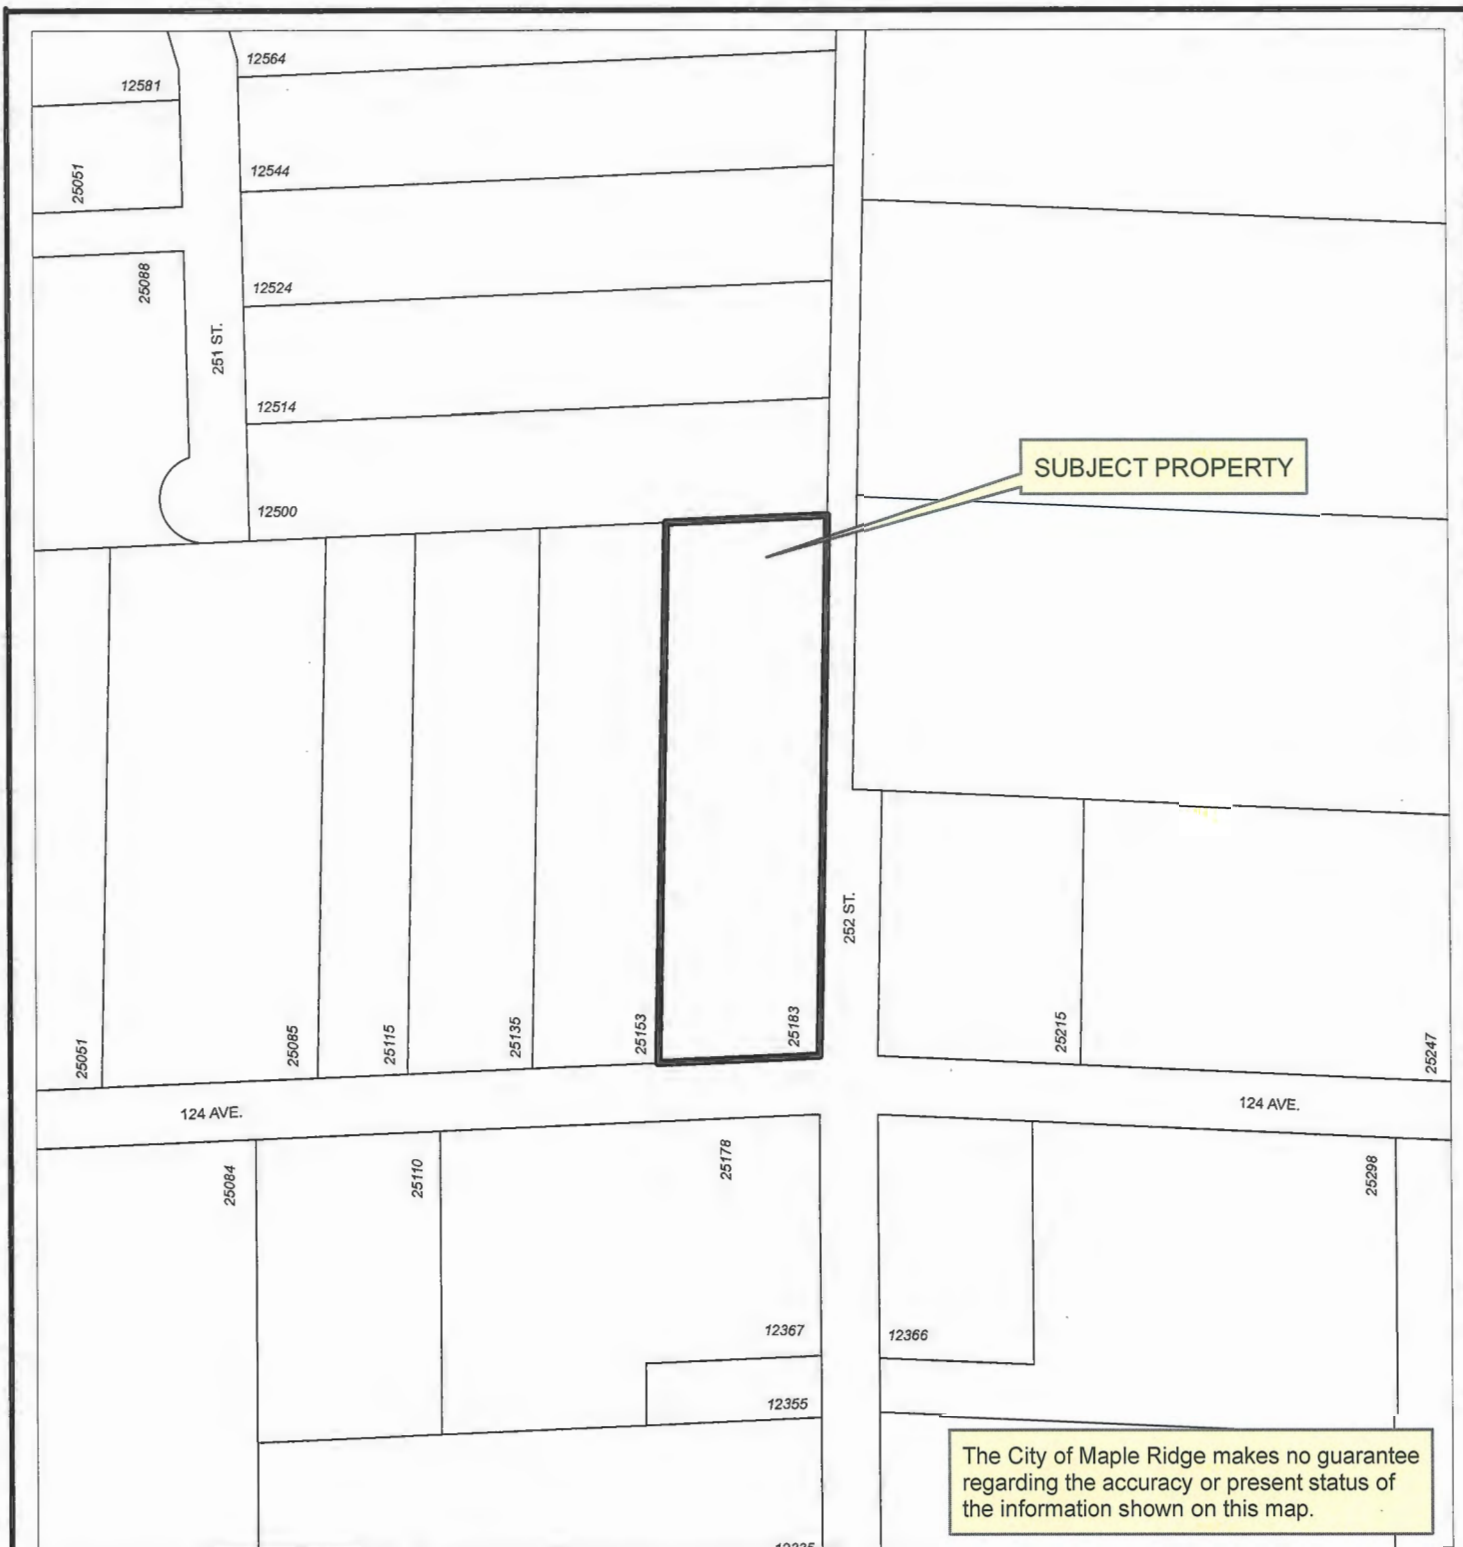 12564
12581
25051
12544
25088
12524
251 ST.
12514
SUBJECT PROPERTY
12500
252 ST.
25051
25085
25115
25135
25153
25183
25215
25247
124 AVE.
124 AVE.
25084
25110
25178
25298
12367
12366
12355
The City of Maple Ridge makes no guarantee
regarding the accuracy or present status of
the information shown on this map.